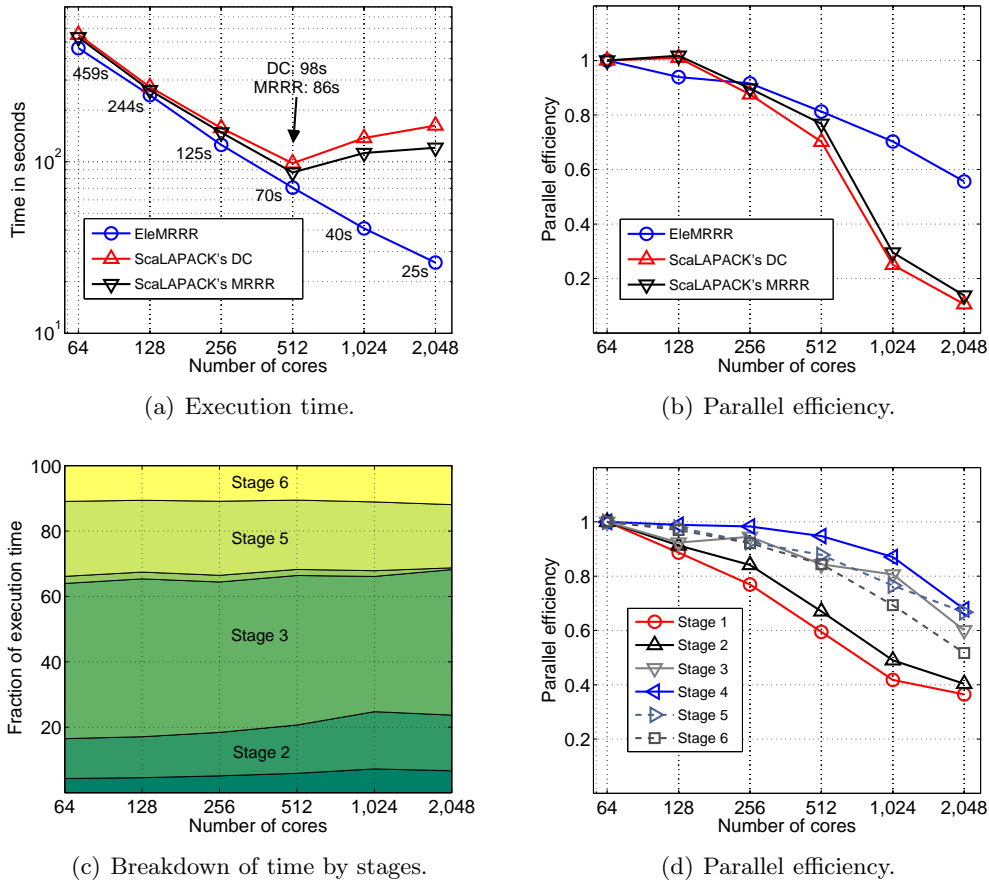 Time in seconds
10²
10¹
459s
244s
125s
70s
40s
25s
DC: 98s
MRRR: 86s
EleMRRR
ScaLAPACK's DC
ScaLAPACK's MRRR
64 128 256 512 1,024 2,048
Number of cores
(a) Execution time.
Parallel efficiency
1
0.8
0.6
0.4
0.2
EleMRRR
ScaLAPACK's DC
ScaLAPACK's MRRR
64 128 256 512 1,024 2,048
Number of cores
(b) Parallel efficiency.
Fraction of execution time
100
80
60
40
20
Stage 6
Stage 5
Stage 3
Stage 2
64 128 256 512 1,024 2,048
Number of cores
(c) Breakdown of time by stages.
Parallel efficiency
1
0.8
0.6
0.4
0.2
Stage 1
Stage 2
Stage 3
Stage 4
Stage 5
Stage 6
64 128 256 512 1,024 2,048
Number of cores
(d) Parallel efficiency.